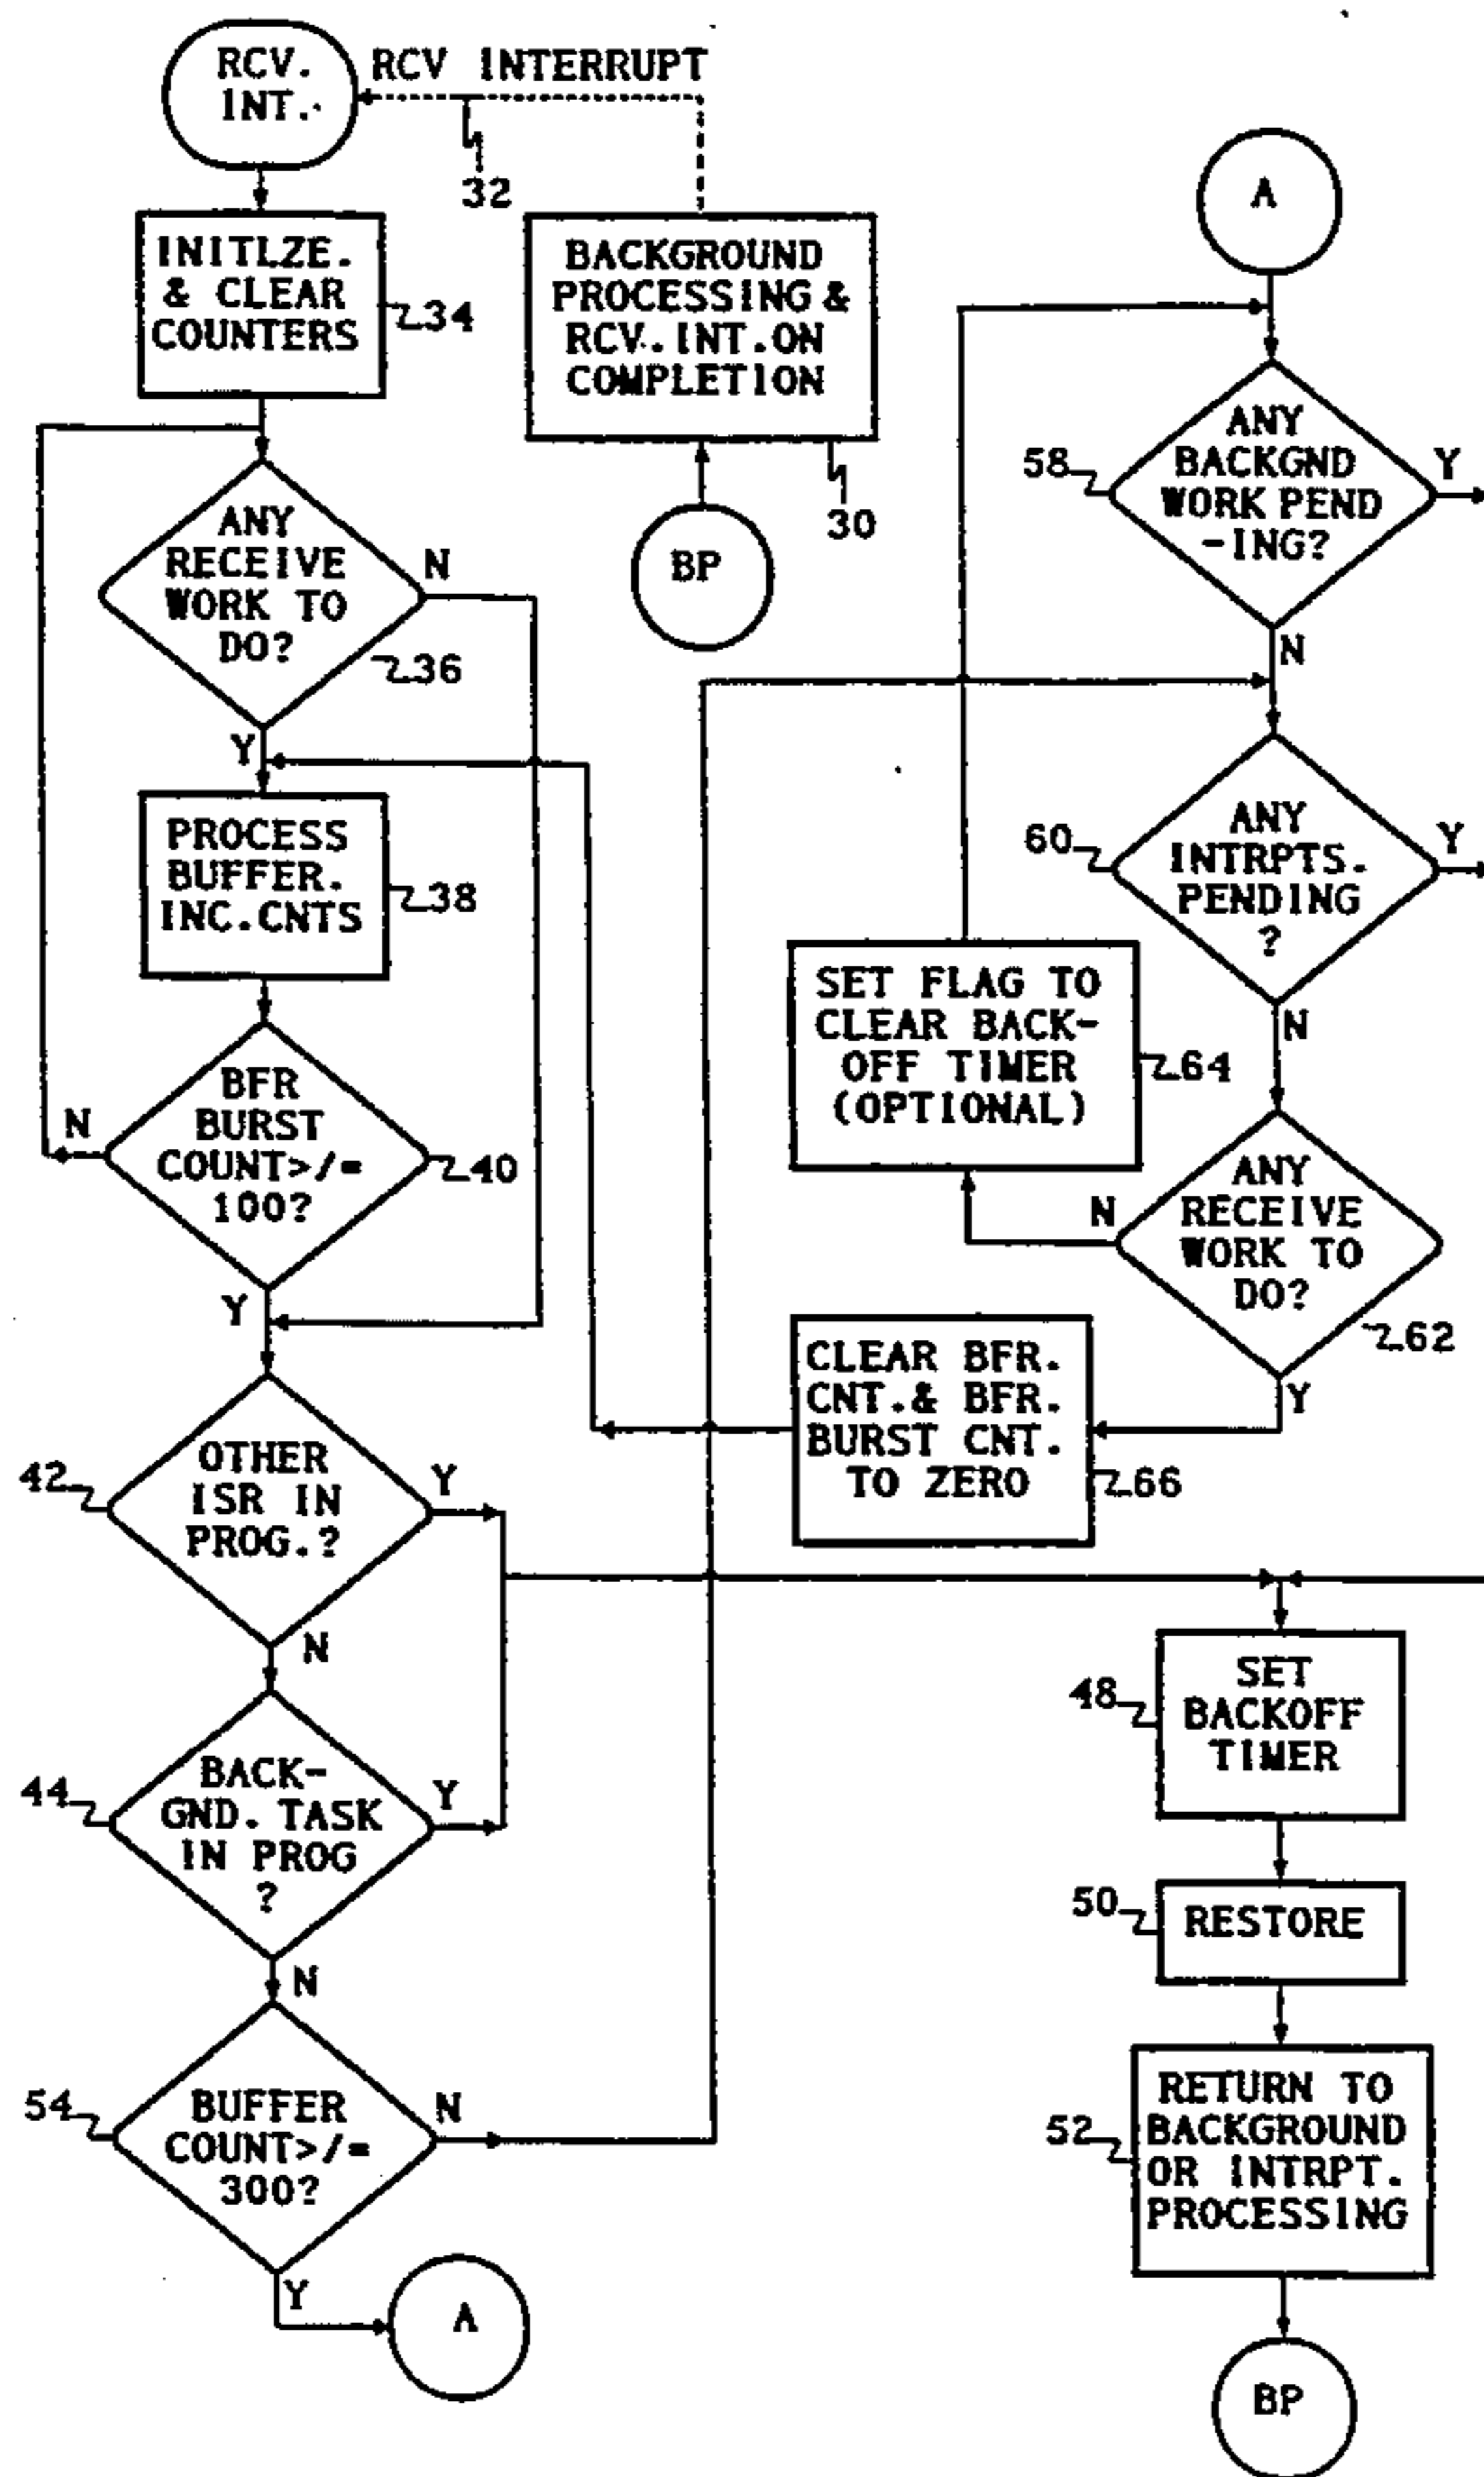 RCV.
INT.
RCV INTERRUPT
32
INITLZE.
& CLEAR
COUNTERS
34
BACKGROUND
PROCESSING &
RCV.INT.ON
COMPLETION
30
BP
ANY
RECEIVE
WORK TO
DO?
N
36
Y
PROCESS
BUFFER.
INC.CNTS
38
BFR
BURST
COUNT>/=
100?
N
40
Y
OTHER
ISR IN
PROG.?
42
Y
N
BACK-
GND. TASK
IN PROG
?
44
Y
N
BUFFER
COUNT>/=
300?
54
N
Y
A
A
ANY
BACKGND
WORK PEND
-ING?
58
Y
N
ANY
INTRPTS.
PENDING
?
60
Y
N
SET FLAG TO
CLEAR BACK-
OFF TIMER
(OPTIONAL)
64
ANY
RECEIVE
WORK TO
DO?
N
62
Y
CLEAR BFR.
CNT.& BFR.
BURST CNT.
TO ZERO
66
SET
BACKOFF
TIMER
48
RESTORE
50
RETURN TO
BACKGROUND
OR INTRPT.
PROCESSING
52
BP